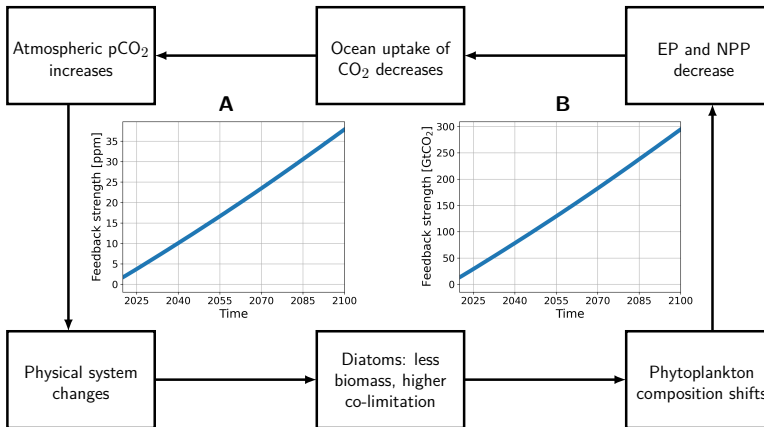 Atmospheric pCO₂
increases
Ocean uptake of
CO₂ decreases
EP and NPP
decrease
A
Feedback strength [ppm]
35
30
25
20
15
10
5
0
2025 2040 2055 2070 2085 2100
Time
B
Feedback strength [GtCO₂]
300
250
200
150
100
50
0
2025 2040 2055 2070 2085 2100
Time
Physical system
changes
Diatoms: less
biomass, higher
co-limitation
Phytoplankton
composition shifts